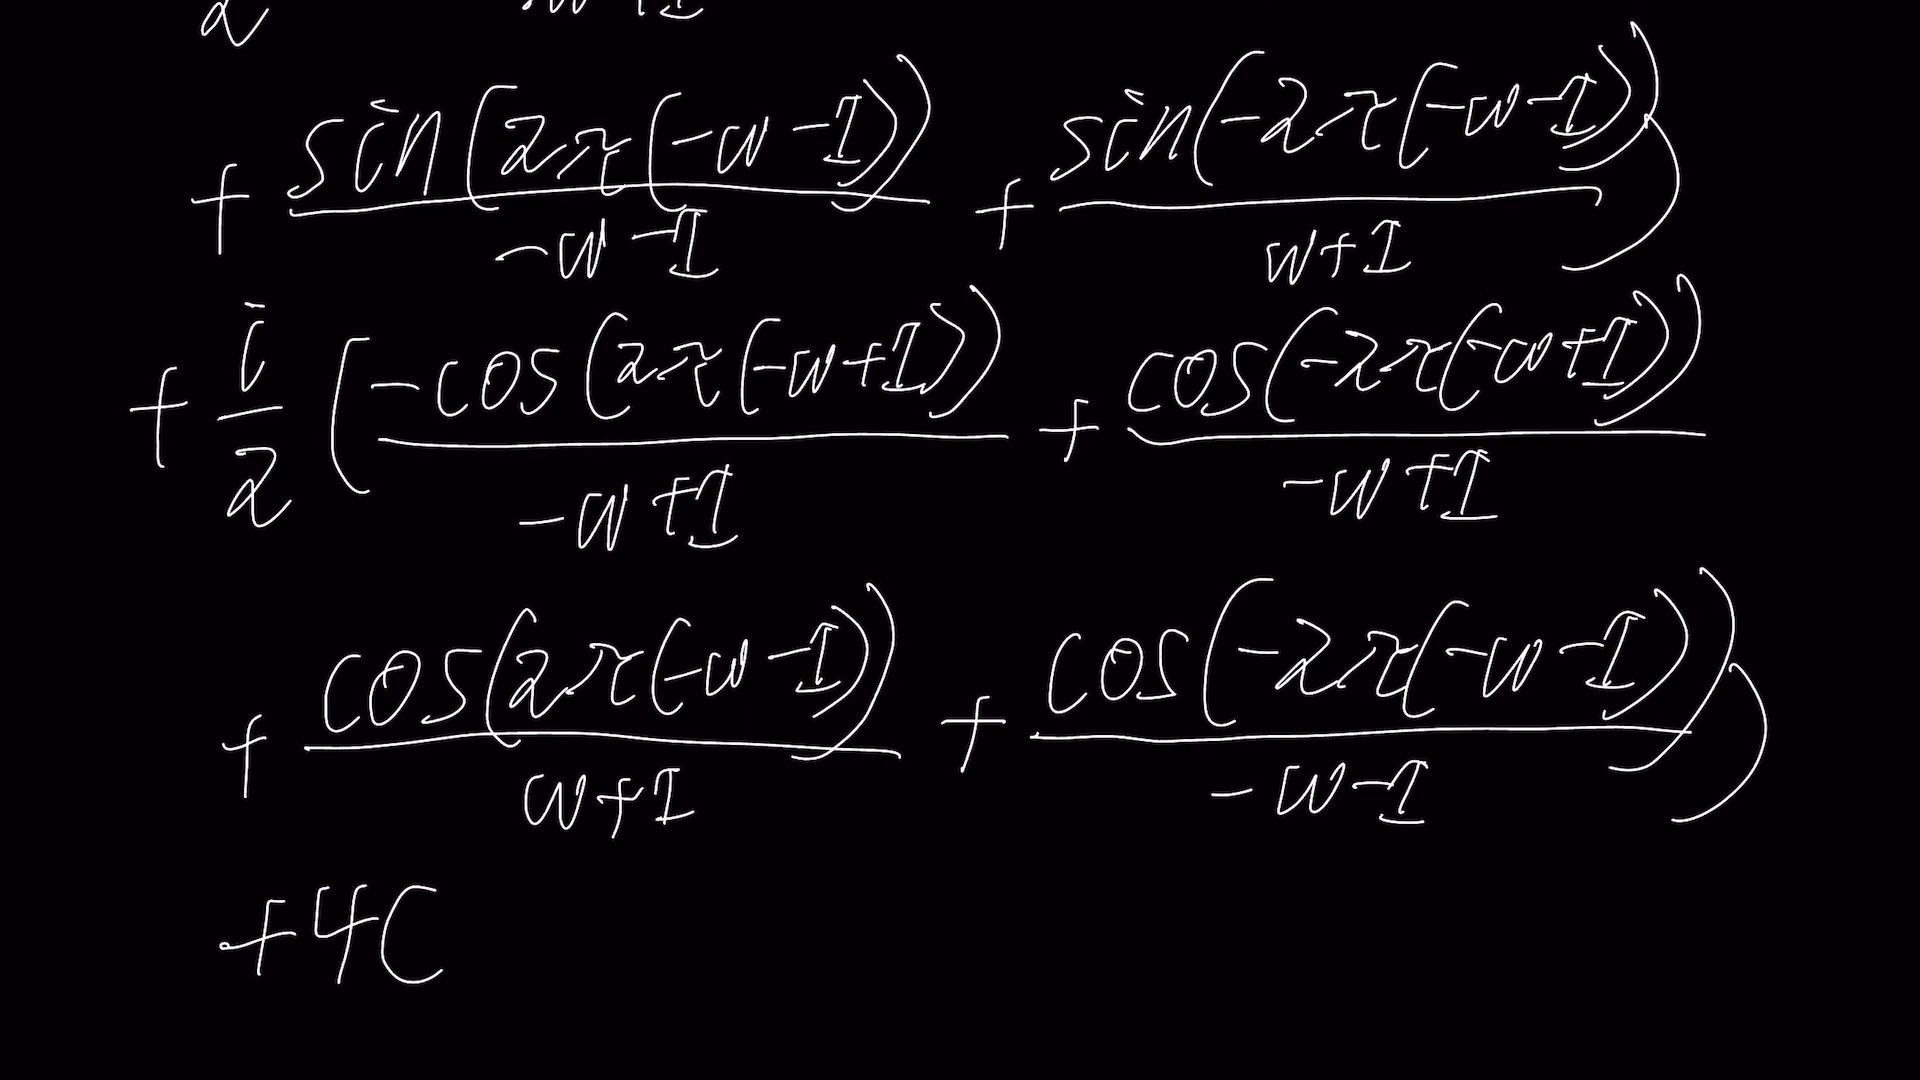 + sin(2π(-w-1)) / -w-1 + sin(-2π(-w-1)) / w+1 )
+ i/2 ( -cos(2π(-w+1)) / -w+1 + cos(-2π(-w+1)) / -w+1
+ cos(2π(-w-1)) / w+1 + cos(-2π(-w-1)) / -w-1 )
+4C